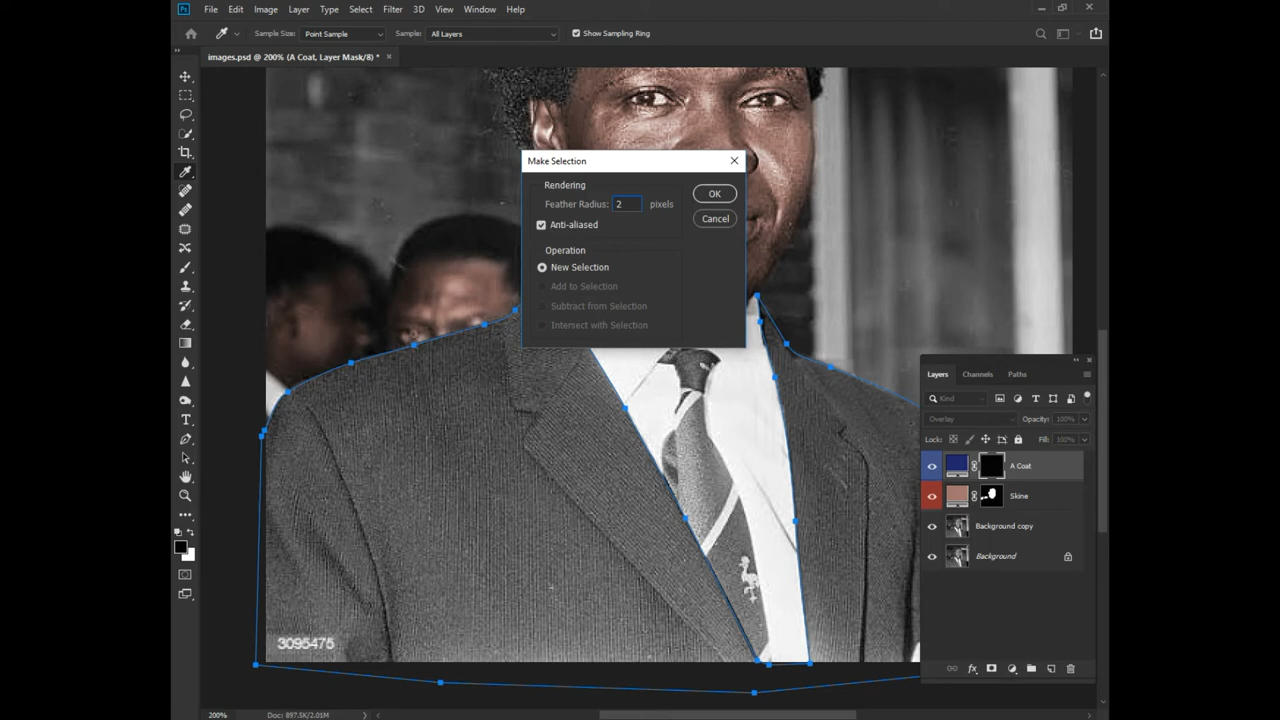 Ps File Edit Image Layer Type Select Filter 3D View Window Help
Sample Size: Point Sample Sample: All Layers Show Sampling Ring
images.psd @ 200% (A Coat, Layer Mask/8) *
Make Selection
Rendering
Feather Radius: 2 pixels
Anti-aliased
OK
Cancel
Operation
New Selection
Add to Selection
Subtract from Selection
Intersect with Selection
Layers Channels Paths
Kind
Overlay Opacity: 100%
Lock: Fill: 100%
A Coat
Skine
Background copy
Background
3095475
200% Doc: 897.5K/2.01M